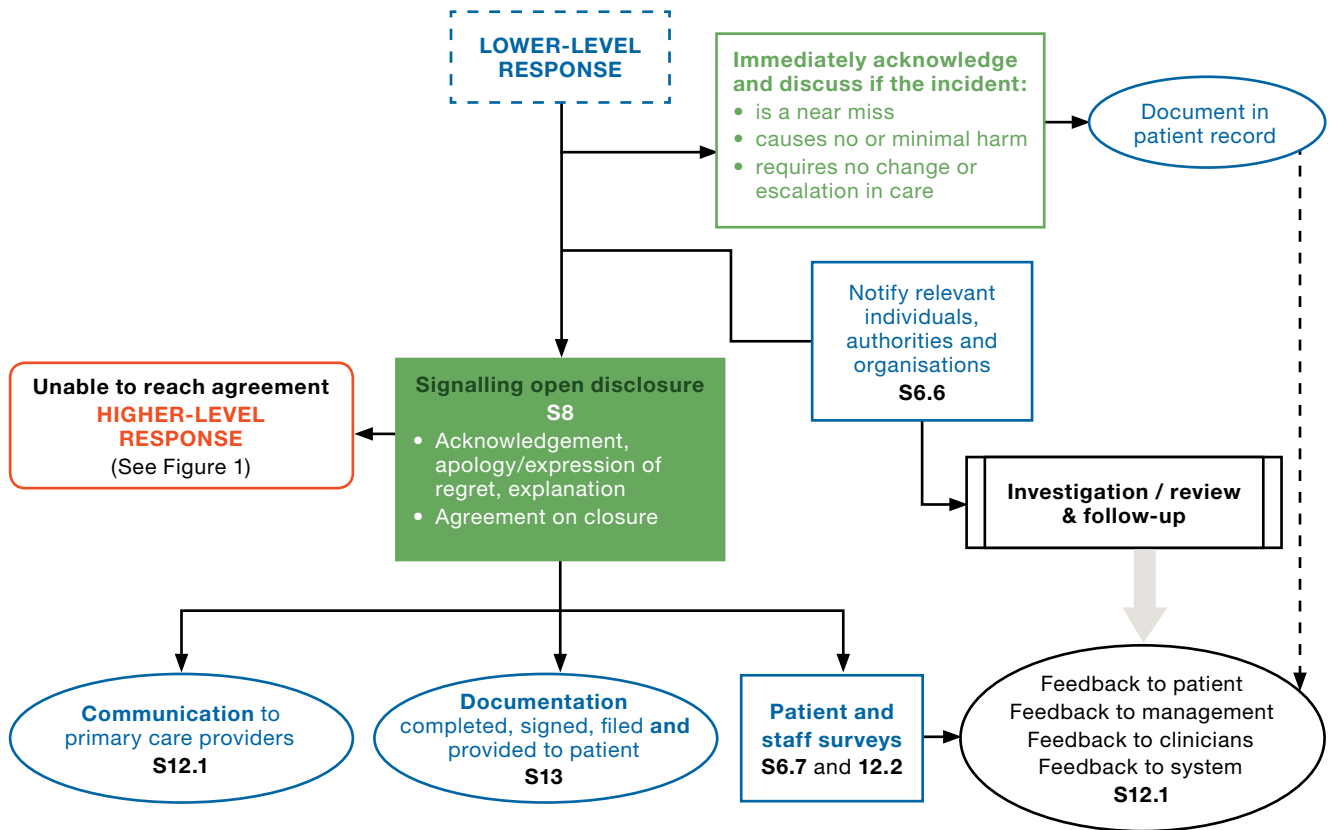 LOWER-LEVEL
RESPONSE
Immediately acknowledge
and discuss if the incident:
• is a near miss
• causes no or minimal harm
• requires no change or
escalation in care
Document in
patient record
Notify relevant
individuals,
authorities and
organisations
S6.6
Unable to reach agreement
HIGHER-LEVEL
RESPONSE
(See Figure 1)
Signalling open disclosure
S8
• Acknowledgement,
apology/expression of
regret, explanation
• Agreement on closure
Investigation / review
& follow-up
Communication to
primary care providers
S12.1
Documentation
completed, signed, filed and
provided to patient
S13
Patient and
staff surveys
S6.7 and 12.2
Feedback to patient
Feedback to management
Feedback to clinicians
Feedback to system
S12.1